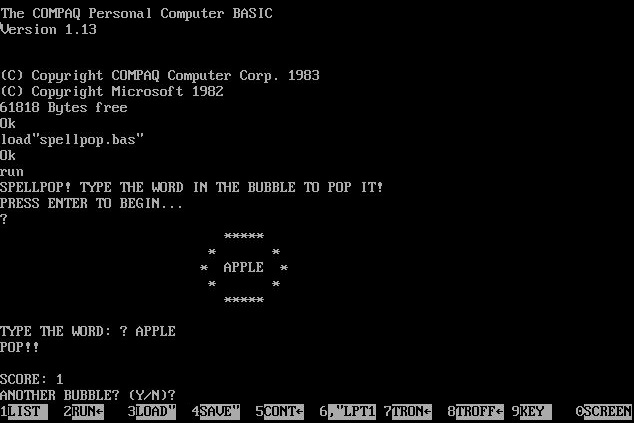 The COMPAQ Personal Computer BASIC
Version 1.13
(C) Copyright COMPAQ Computer Corp. 1983
(C) Copyright Microsoft 1982
61818 Bytes free
Ok
load"spellpop.bas"
Ok
run
SPELLPOP! TYPE THE WORD IN THE BUBBLE TO POP IT!
PRESS ENTER TO BEGIN...
?
*****
* *
* APPLE *
* *
*****
TYPE THE WORD: ? APPLE
POP!!
SCORE: 1
ANOTHER BUBBLE? (Y/N)?
1LIST 2RUN← 3LOAD" 4SAVE" 5CONT← 6,"LPT1 7TRON← 8TROFF← 9KEY 0SCREEN